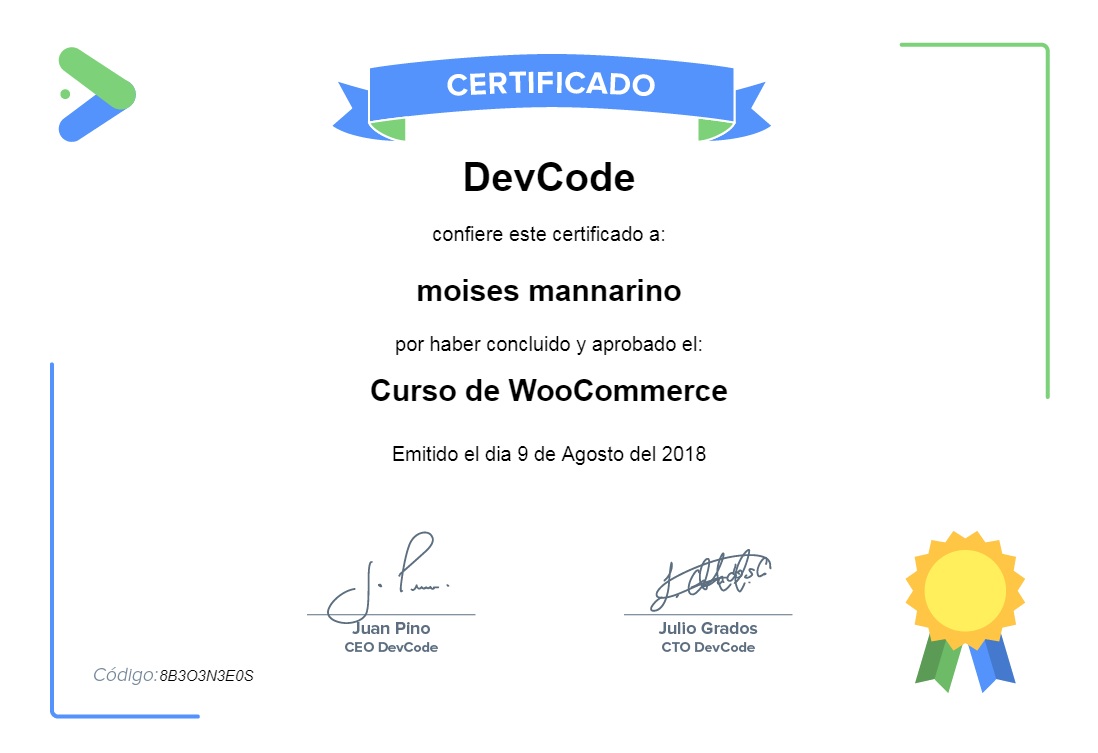 CERTIFICADO
DevCode
confiere este certificado a:
moises mannarino
por haber concluido y aprobado el:
Curso de WooCommerce
Emitido el dia 9 de Agosto del 2018
Juan Pino
CEO DevCode
Julio Grados
CTO DevCode
Código: 8B3O3N3E0S